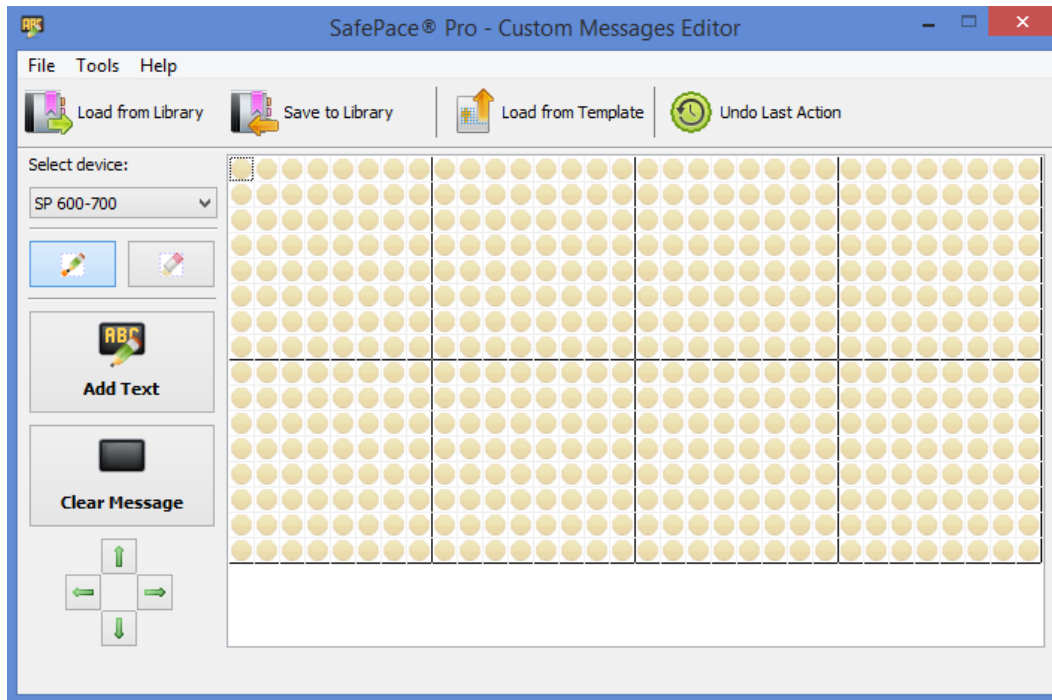 SafePace® Pro - Custom Messages Editor
File Tools Help
Load from Library Save to Library Load from Template Undo Last Action
Select device:
SP 600-700
ABC
Add Text
Clear Message